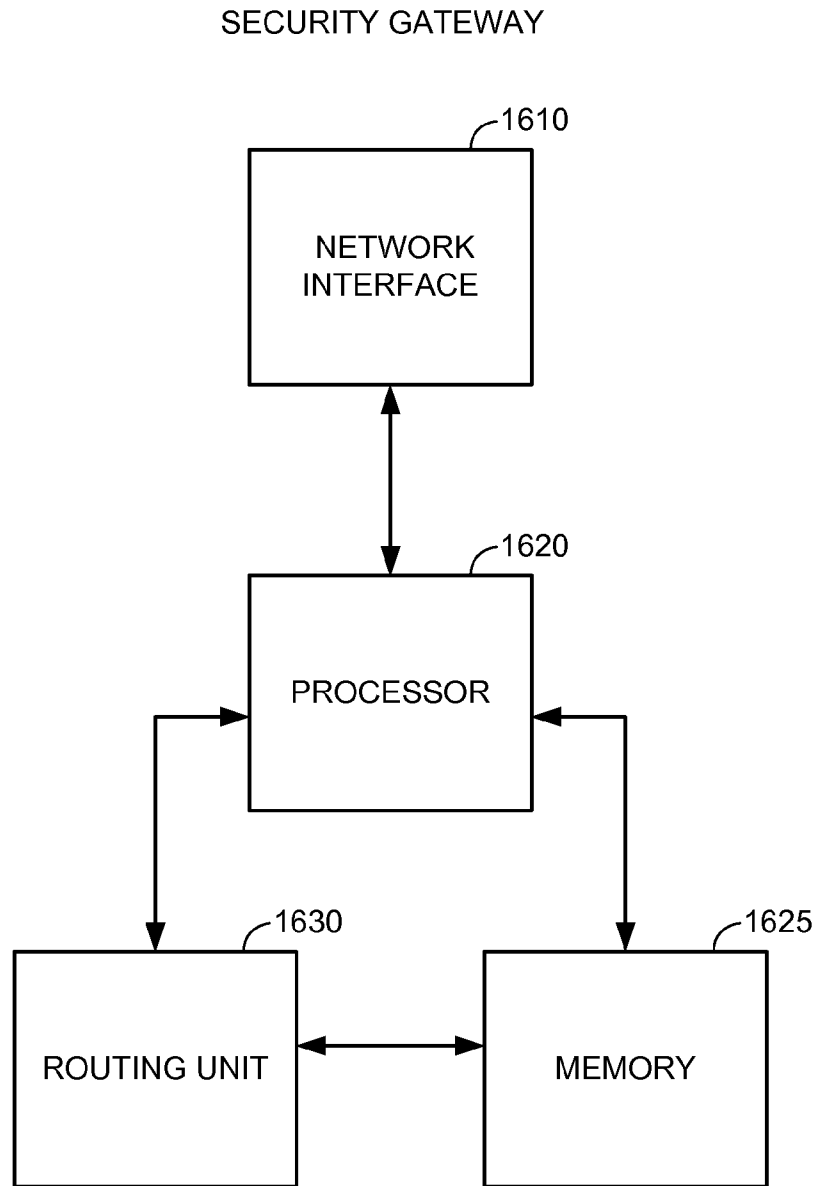 SECURITY GATEWAY
1610
NETWORK
INTERFACE
1620
PROCESSOR
1630
ROUTING UNIT
1625
MEMORY